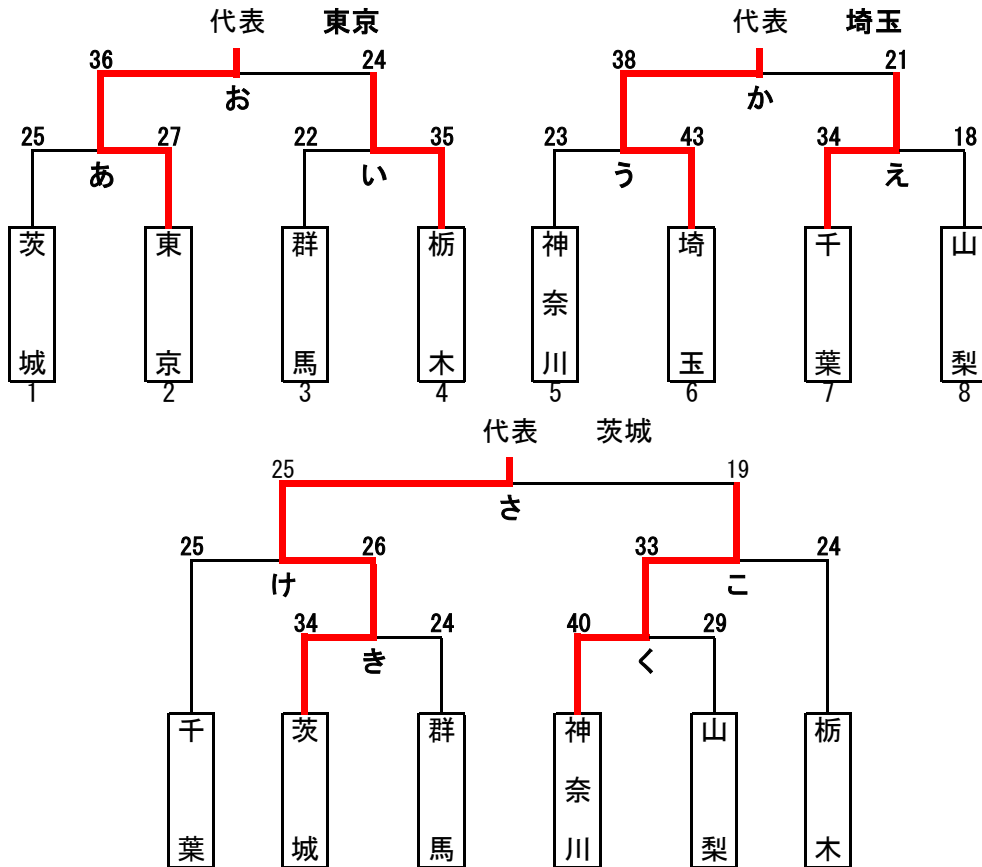 代表 東京 代表 埼玉
36 24 38 21
お か
25 27 22 35 23 43 34 18
あ い う え
茨城 東京 群馬 栃木 神奈川 埼玉 千葉 山梨
1 2 3 4 5 6 7 8
代表 茨城
25 19
さ
25 26 33 24
け こ
34 24 40 29
き く
千葉 茨城 群馬 神奈川 山梨 栃木